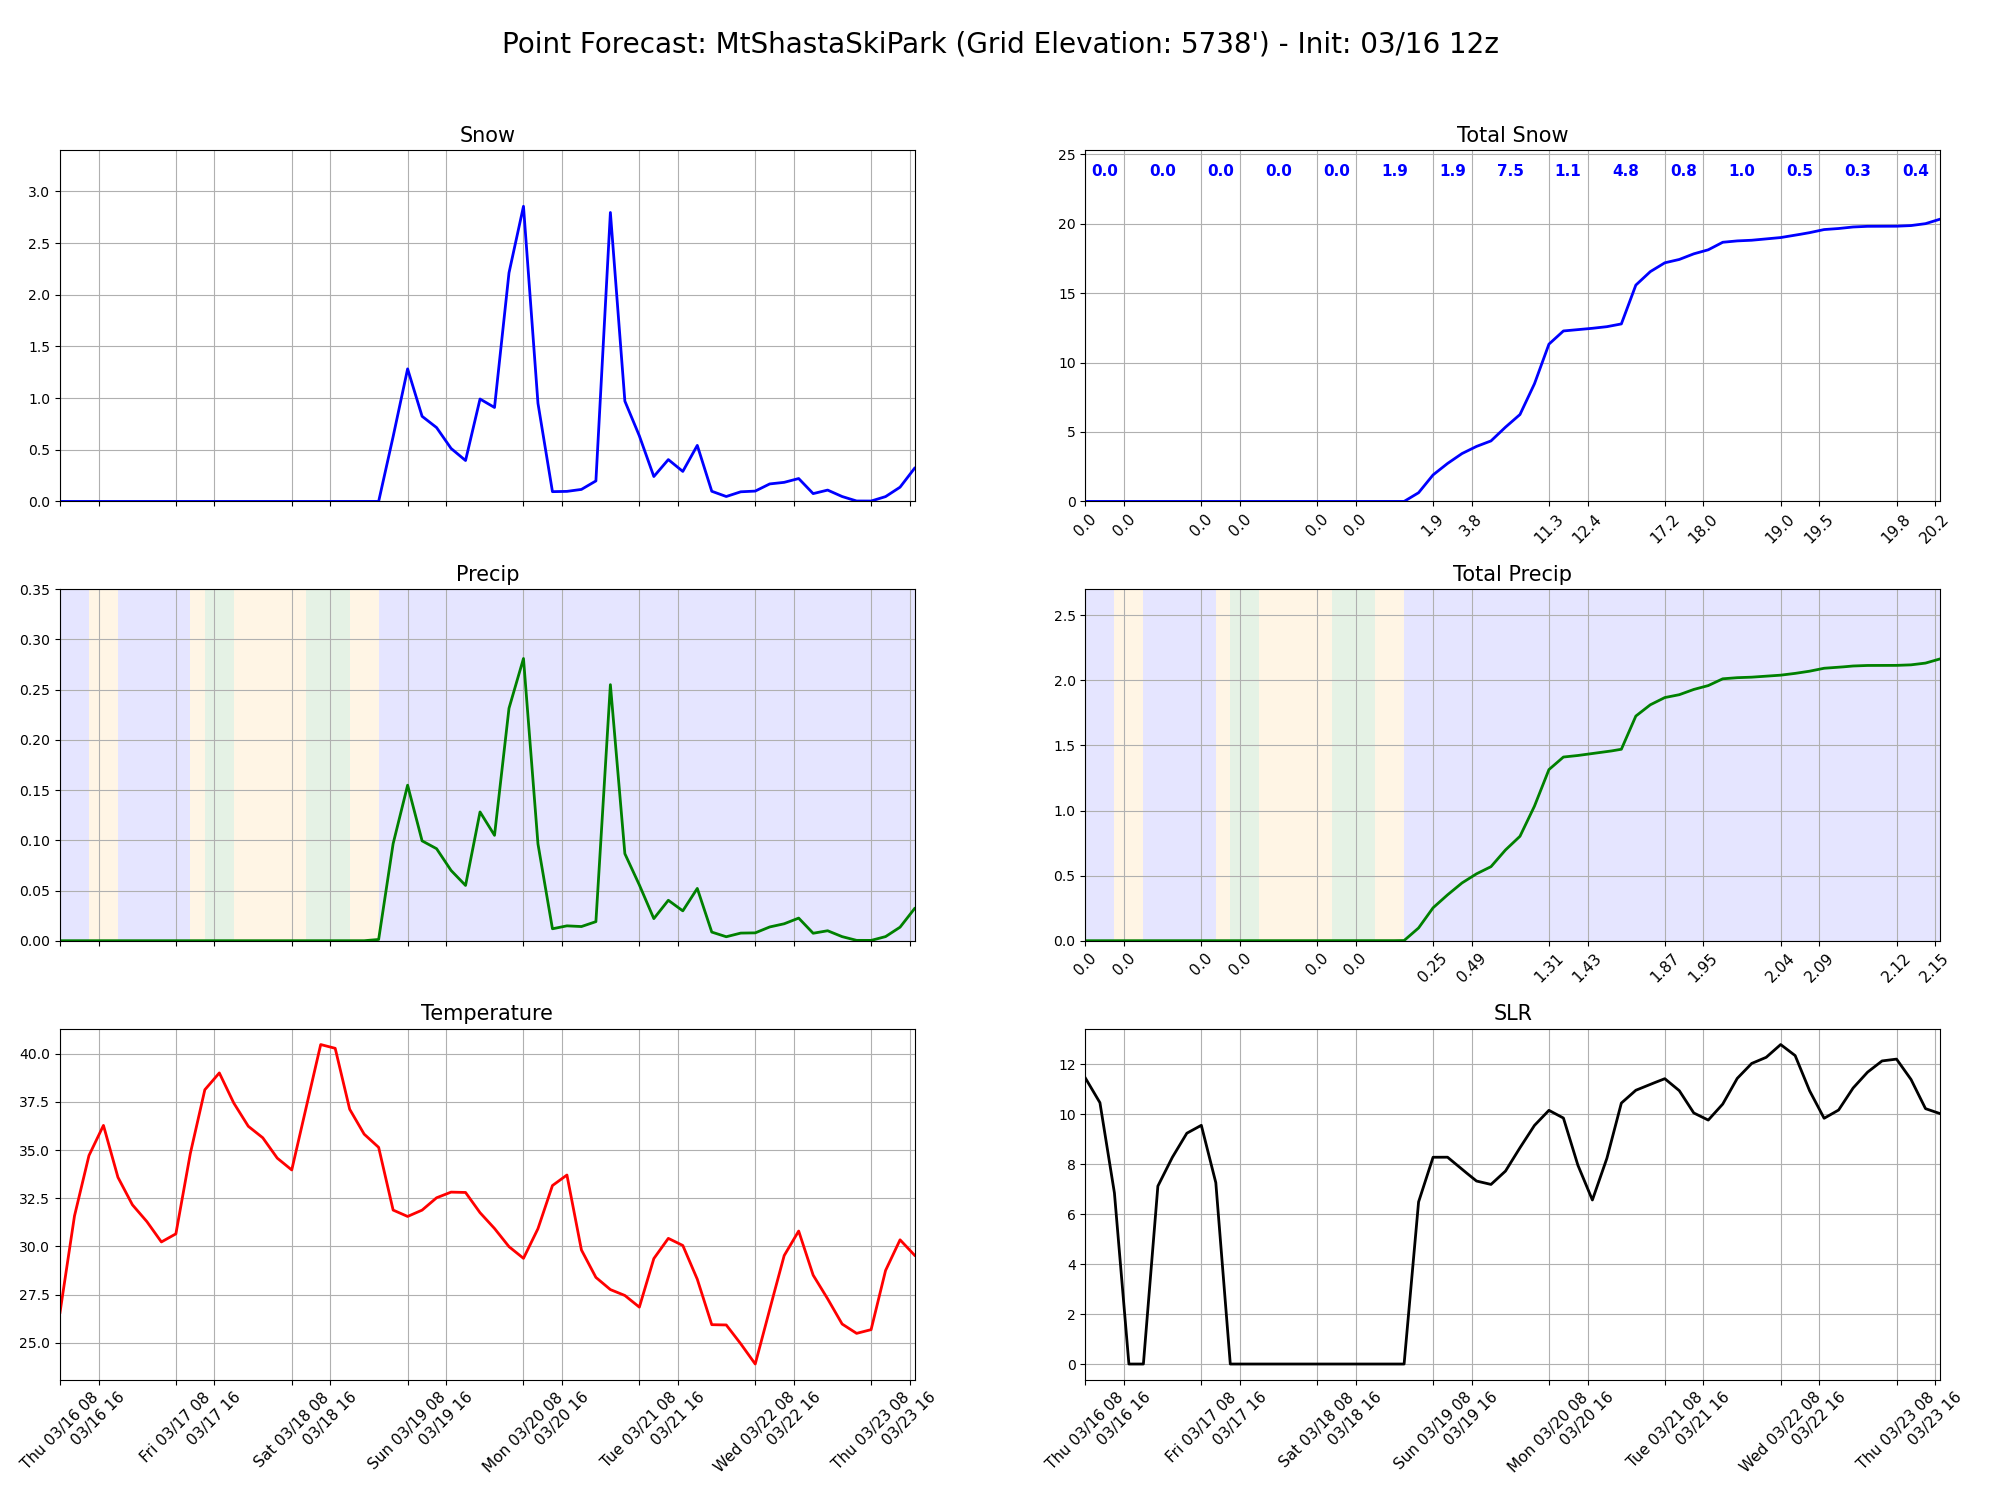 Point Forecast: MtShastaSkiPark (Grid Elevation: 5738') - Init: 03/16 12z
Snow
3.0
2.5
2.0
1.5
1.0
0.5
0.0
Total Snow
0.0 0.0 0.0 0.0 0.0 1.9 1.9 7.5 1.1 4.8 0.8 1.0 0.5 0.3 0.4
25
20
15
10
5
0
0.0 0.0 0.0 0.0 0.0 0.0 1.9 3.8 11.3 12.4 17.2 18.0 19.0 19.5 19.8 20.2
Precip
0.35
0.30
0.25
0.20
0.15
0.10
0.05
0.00
Total Precip
2.5
2.0
1.5
1.0
0.5
0.0
0.0 0.0 0.0 0.0 0.0 0.0 0.25 0.49 1.31 1.43 1.87 1.95 2.04 2.09 2.12 2.15
Temperature
40.0
37.5
35.0
32.5
30.0
27.5
25.0
Thu 03/16 08
03/16 16
Fri 03/17 08
03/17 16
Sat 03/18 08
03/18 16
Sun 03/19 08
03/19 16
Mon 03/20 08
03/20 16
Tue 03/21 08
03/21 16
Wed 03/22 08
03/22 16
Thu 03/23 08
03/23 16
SLR
12
10
8
6
4
2
0
Thu 03/16 08
03/16 16
Fri 03/17 08
03/17 16
Sat 03/18 08
03/18 16
Sun 03/19 08
03/19 16
Mon 03/20 08
03/20 16
Tue 03/21 08
03/21 16
Wed 03/22 08
03/22 16
Thu 03/23 08
03/23 16